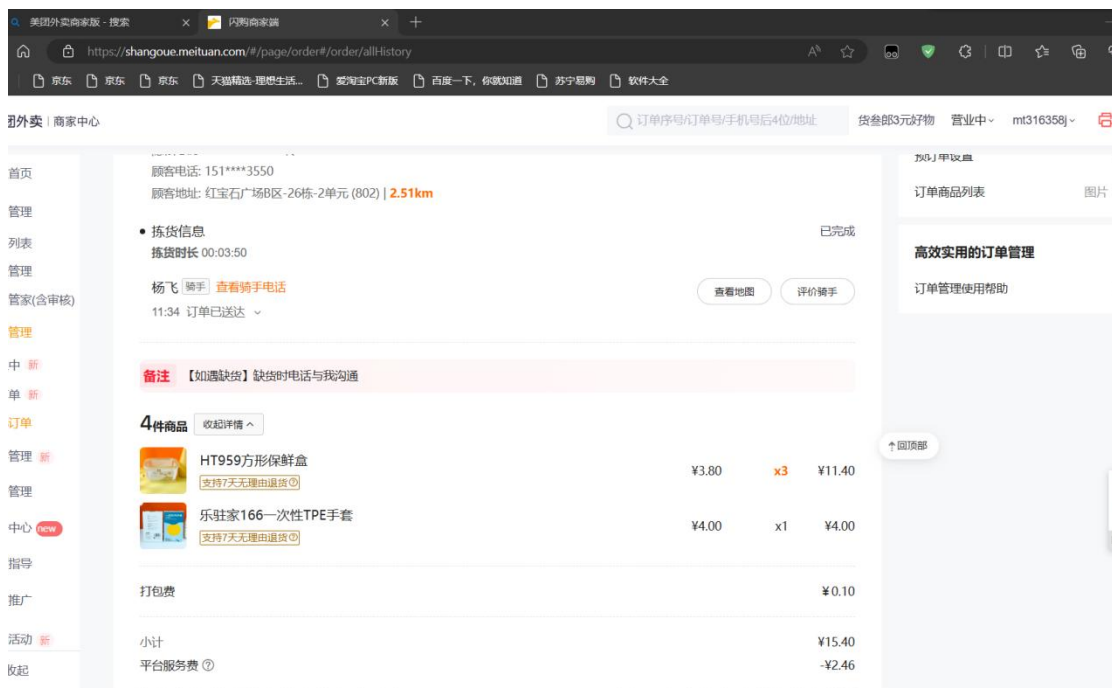 美团外卖商家版 - 搜索
闪购商家端
https://shangoue.meituan.com/#/page/order#/order/allHistory
京东
京东
京东
天猫精选-理想生活...
爱淘宝PC新版
百度一下，你就知道
苏宁易购
软件大全
团外卖 | 商家中心
订单序号/订单号/手机号后4位/地址
货叁郎3元好物
营业中
mt316358j
首页
管理
列表
管理
管家(含审核)
管理
中 新
单 新
订单
管理 新
管理
中心 new
指导
推广
活动 新
收起
顾客电话: 151****3550
顾客地址: 红宝石广场B区-26栋-2单元 (802) | 2.51km
拣货信息
已完成
拣货时长 00:03:50
杨飞 骑手 查看骑手电话
查看地图
评价骑手
11:34 订单已送达
备注 【如遇缺货】缺货时电话与我沟通
4件商品 收起详情
HT959方形保鲜盒
支持7天无理由退货
¥3.80 x3 ¥11.40
乐驻家166一次性TPE手套
支持7天无理由退货
¥4.00 x1 ¥4.00
打包费 ¥0.10
小计 ¥15.40
平台服务费 -¥2.46
预订单设置
订单商品列表 图片
高效实用的订单管理
订单管理使用帮助
回顶部